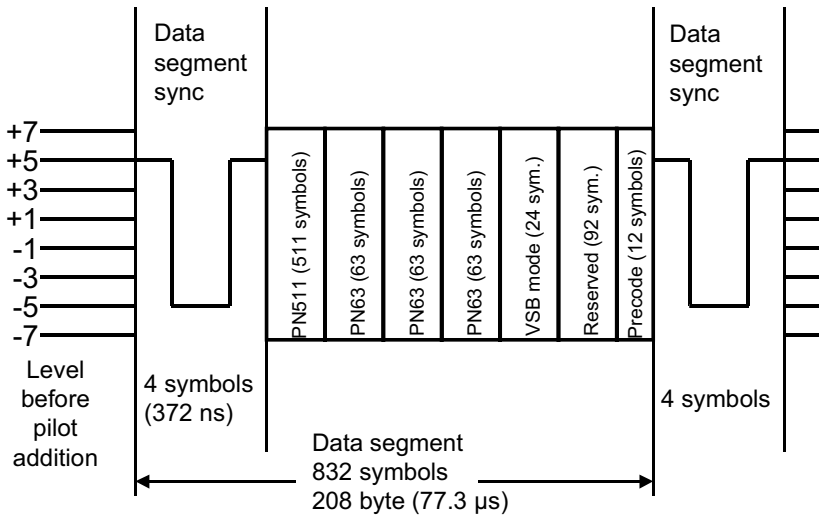 Data
segment
sync
Data
segment
sync
+7
+5
+3
+1
-1
-3
-5
-7
PN511 (511 symbols)
PN63 (63 symbols)
PN63 (63 symbols)
PN63 (63 symbols)
VSB mode (24 sym.)
Reserved (92 sym.)
Precode (12 symbols)
Level
before
pilot
addition
4 symbols
(372 ns)
4 symbols
Data segment
832 symbols
208 byte (77.3 µs)